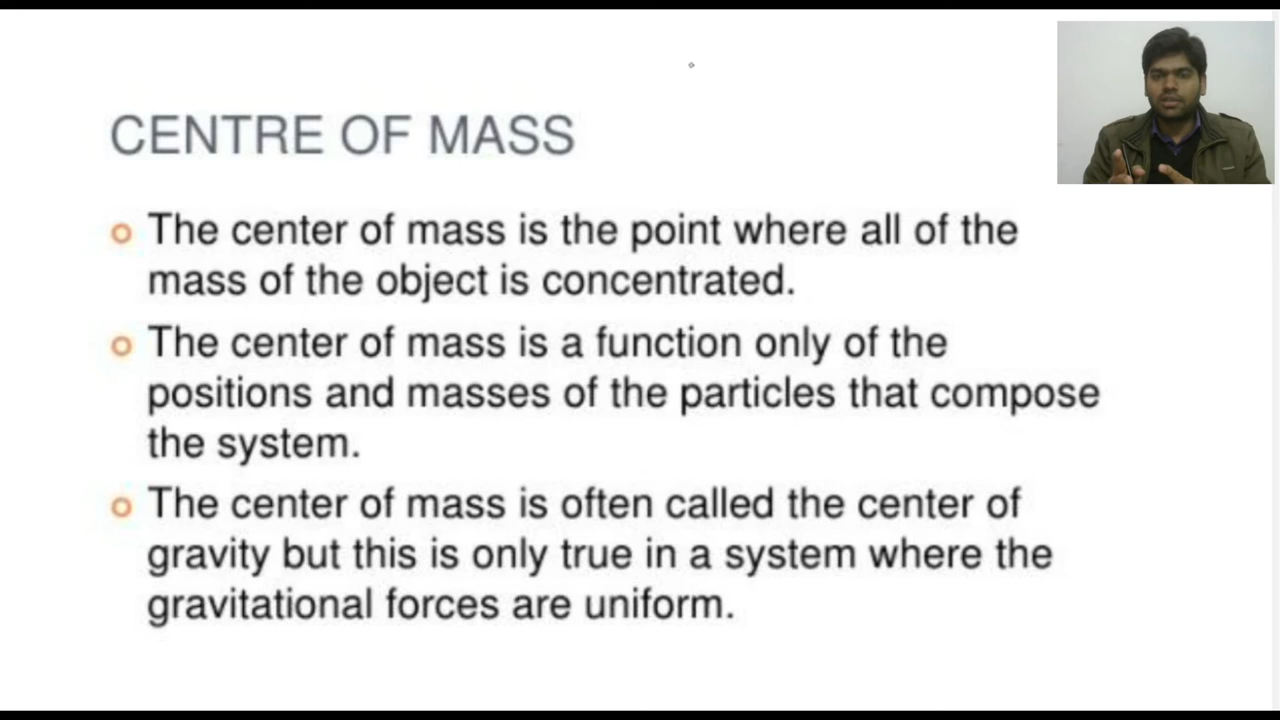 CENTRE OF MASS
The center of mass is the point where all of the
mass of the object is concentrated.
The center of mass is a function only of the
positions and masses of the particles that compose
the system.
The center of mass is often called the center of
gravity but this is only true in a system where the
gravitational forces are uniform.